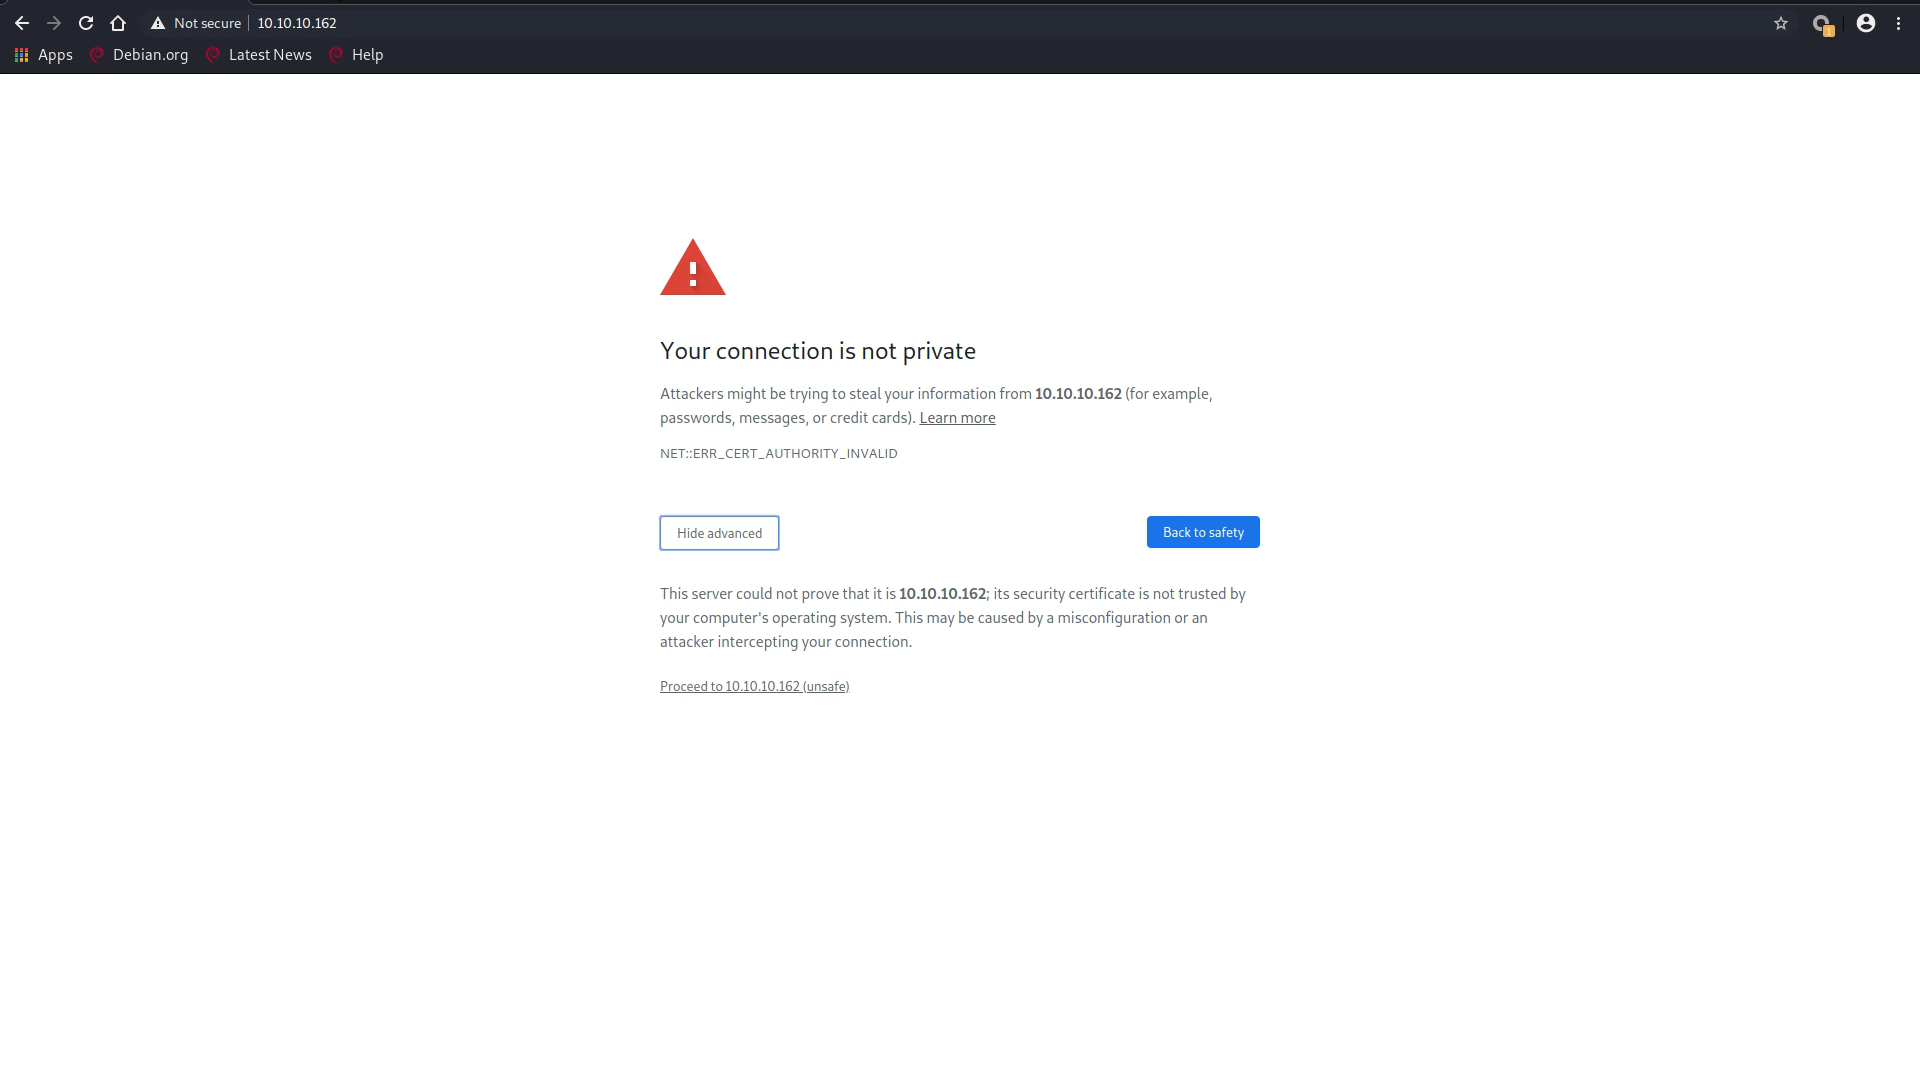 Not secure 10.10.10.162
1
Apps Debian.org Latest News Help
Your connection is not private
Attackers might be trying to steal your information from 10.10.10.162 (for example,
passwords, messages, or credit cards). Learn more
NET::ERR_CERT_AUTHORITY_INVALID
Hide advanced Back to safety
This server could not prove that it is 10.10.10.162; its security certificate is not trusted by
your computer's operating system. This may be caused by a misconfiguration or an
attacker intercepting your connection.
Proceed to 10.10.10.162 (unsafe)